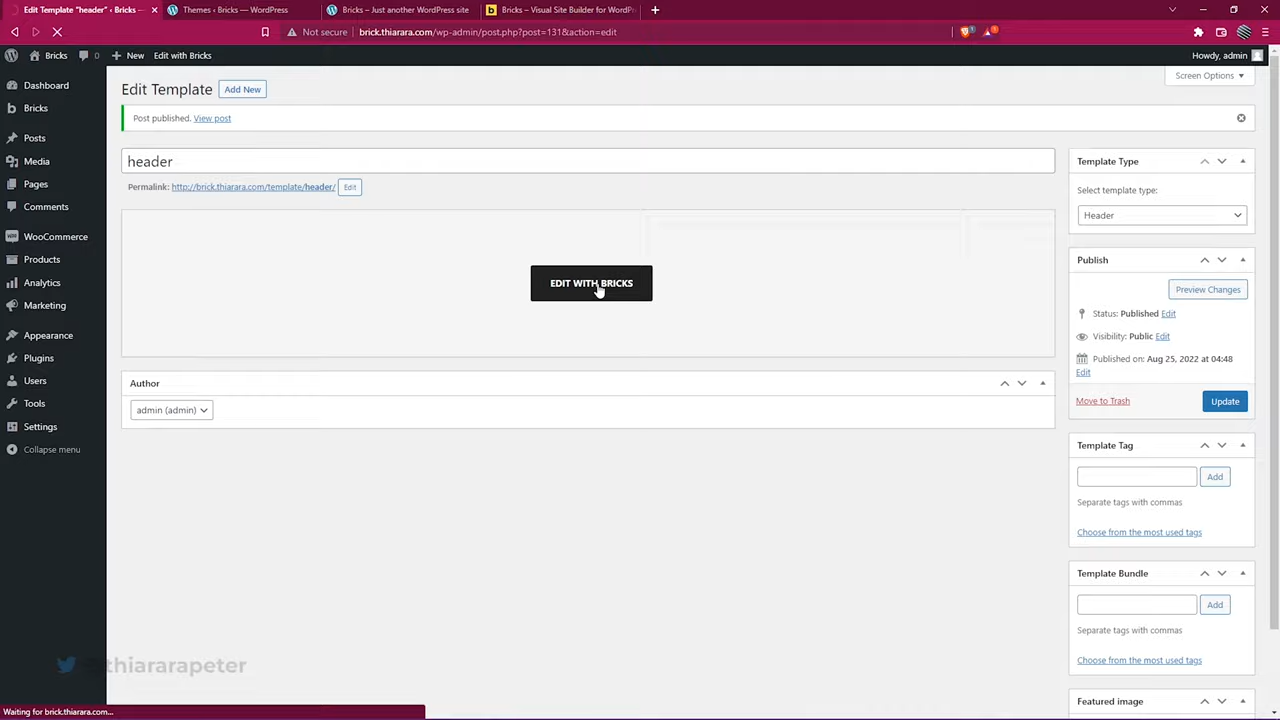 Edit Template "header" ‹ Bricks —
Themes ‹ Bricks — WordPress
Bricks – Just another WordPress site
Bricks – Visual Site Builder for WordP
Not secure
brick.thiarara.com/wp-admin/post.php?post=131&action=edit
Bricks
0
New
Edit with Bricks
Howdy, admin
Dashboard
Bricks
Posts
Media
Pages
Comments
WooCommerce
Products
Analytics
Marketing
Appearance
Plugins
Users
Tools
Settings
Collapse menu
Screen Options
Edit Template
Add New
Post published. View post
header
Permalink: http://brick.thiarara.com/template/header/ Edit
EDIT WITH BRICKS
Author
admin (admin)
Template Type
Select template type:
Header
Publish
Preview Changes
Status: Published Edit
Visibility: Public Edit
Published on: Aug 25, 2022 at 04:48
Edit
Move to Trash
Update
Template Tag
Add
Separate tags with commas
Choose from the most used tags
Template Bundle
Add
Separate tags with commas
Choose from the most used tags
Featured image
thiararapeter
Waiting for brick.thiarara.com...